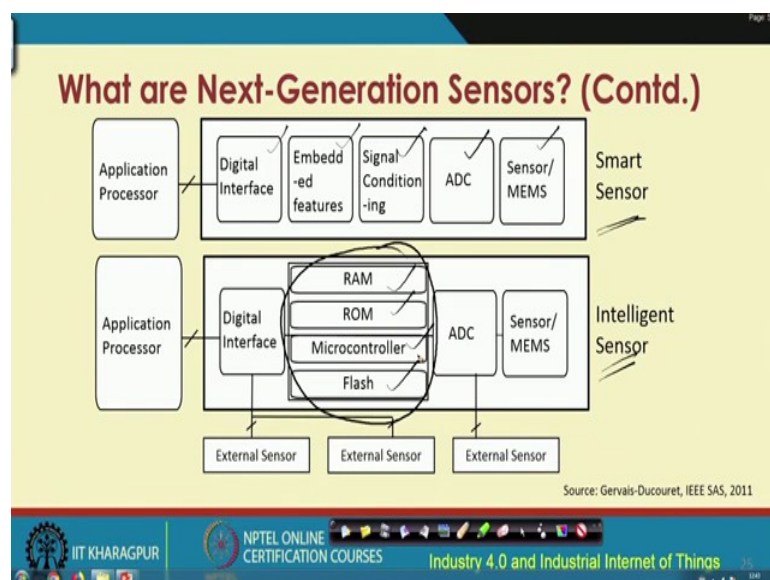 Page: 5
What are Next-Generation Sensors? (Contd.)
Application
Processor
Digital
Interface
Embedd
-ed
features
Signal
Condition
-ing
ADC
Sensor/
MEMS
Smart
Sensor
Application
Processor
Digital
Interface
RAM
ROM
Microcontroller
Flash
ADC
Sensor/
MEMS
Intelligent
Sensor
External Sensor
External Sensor
External Sensor
Source: Gervais-Ducouret, IEEE SAS, 2011
IIT KHARAGPUR
NPTEL ONLINE
CERTIFICATION COURSES
Industry 4.0 and Industrial Internet of Things
25